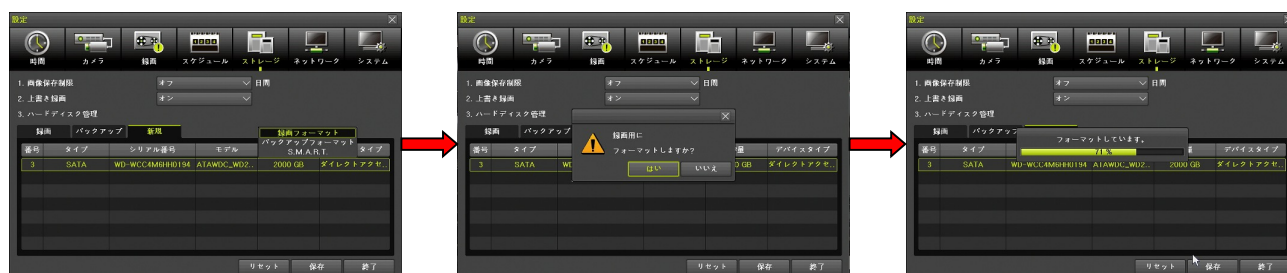 設定
時間 カメラ 録画 スケジュール ストレージ ネットワーク システム
1. 画像保存制限 オフ 日間
2. 上書き録画 オン
3. ハードディスク管理
録画 バックアップ 新規
録画フォーマット
バックアップフォーマット
S.M.A.R.T.
番号 タイプ シリアル番号 モデル タイプ
3 SATA WD-WCC4M6HH0194 ATAWDC_WD2.. 2000 GB ダイレクトアクセ..
リセット 保存 終了
設定
時間 カメラ 録画 スケジュール ストレージ ネットワーク システム
1. 画像保存制限 オフ 日間
2. 上書き録画 オン
3. ハードディスク管理
録画 バックアッ
録画用に
フォーマットしますか?
はい いいえ
番号 タイプ 量 デバイスタイプ
3 SATA WD 0 GB ダイレクトアクセ..
リセット 保存 終了
設定
時間 カメラ 録画 スケジュール ストレージ ネットワーク システム
1. 画像保存制限 オフ 日間
2. 上書き録画 オン
3. ハードディスク管理
録画 バックアップ
フォーマットしています。
71 %
番号 タイプ 量 デバイスタイプ
3 SATA WD-WCC4M6HH0194 ATAWDC_WD2.. 2000 GB ダイレクトアクセ..
リセット 保存 終了